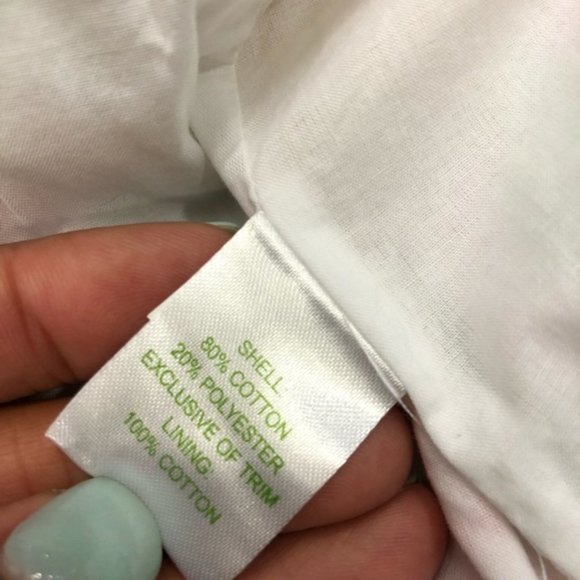 SHELL
80% COTTON
20% POLYESTER
EXCLUSIVE OF TRIM
LINING.
100% COTTON